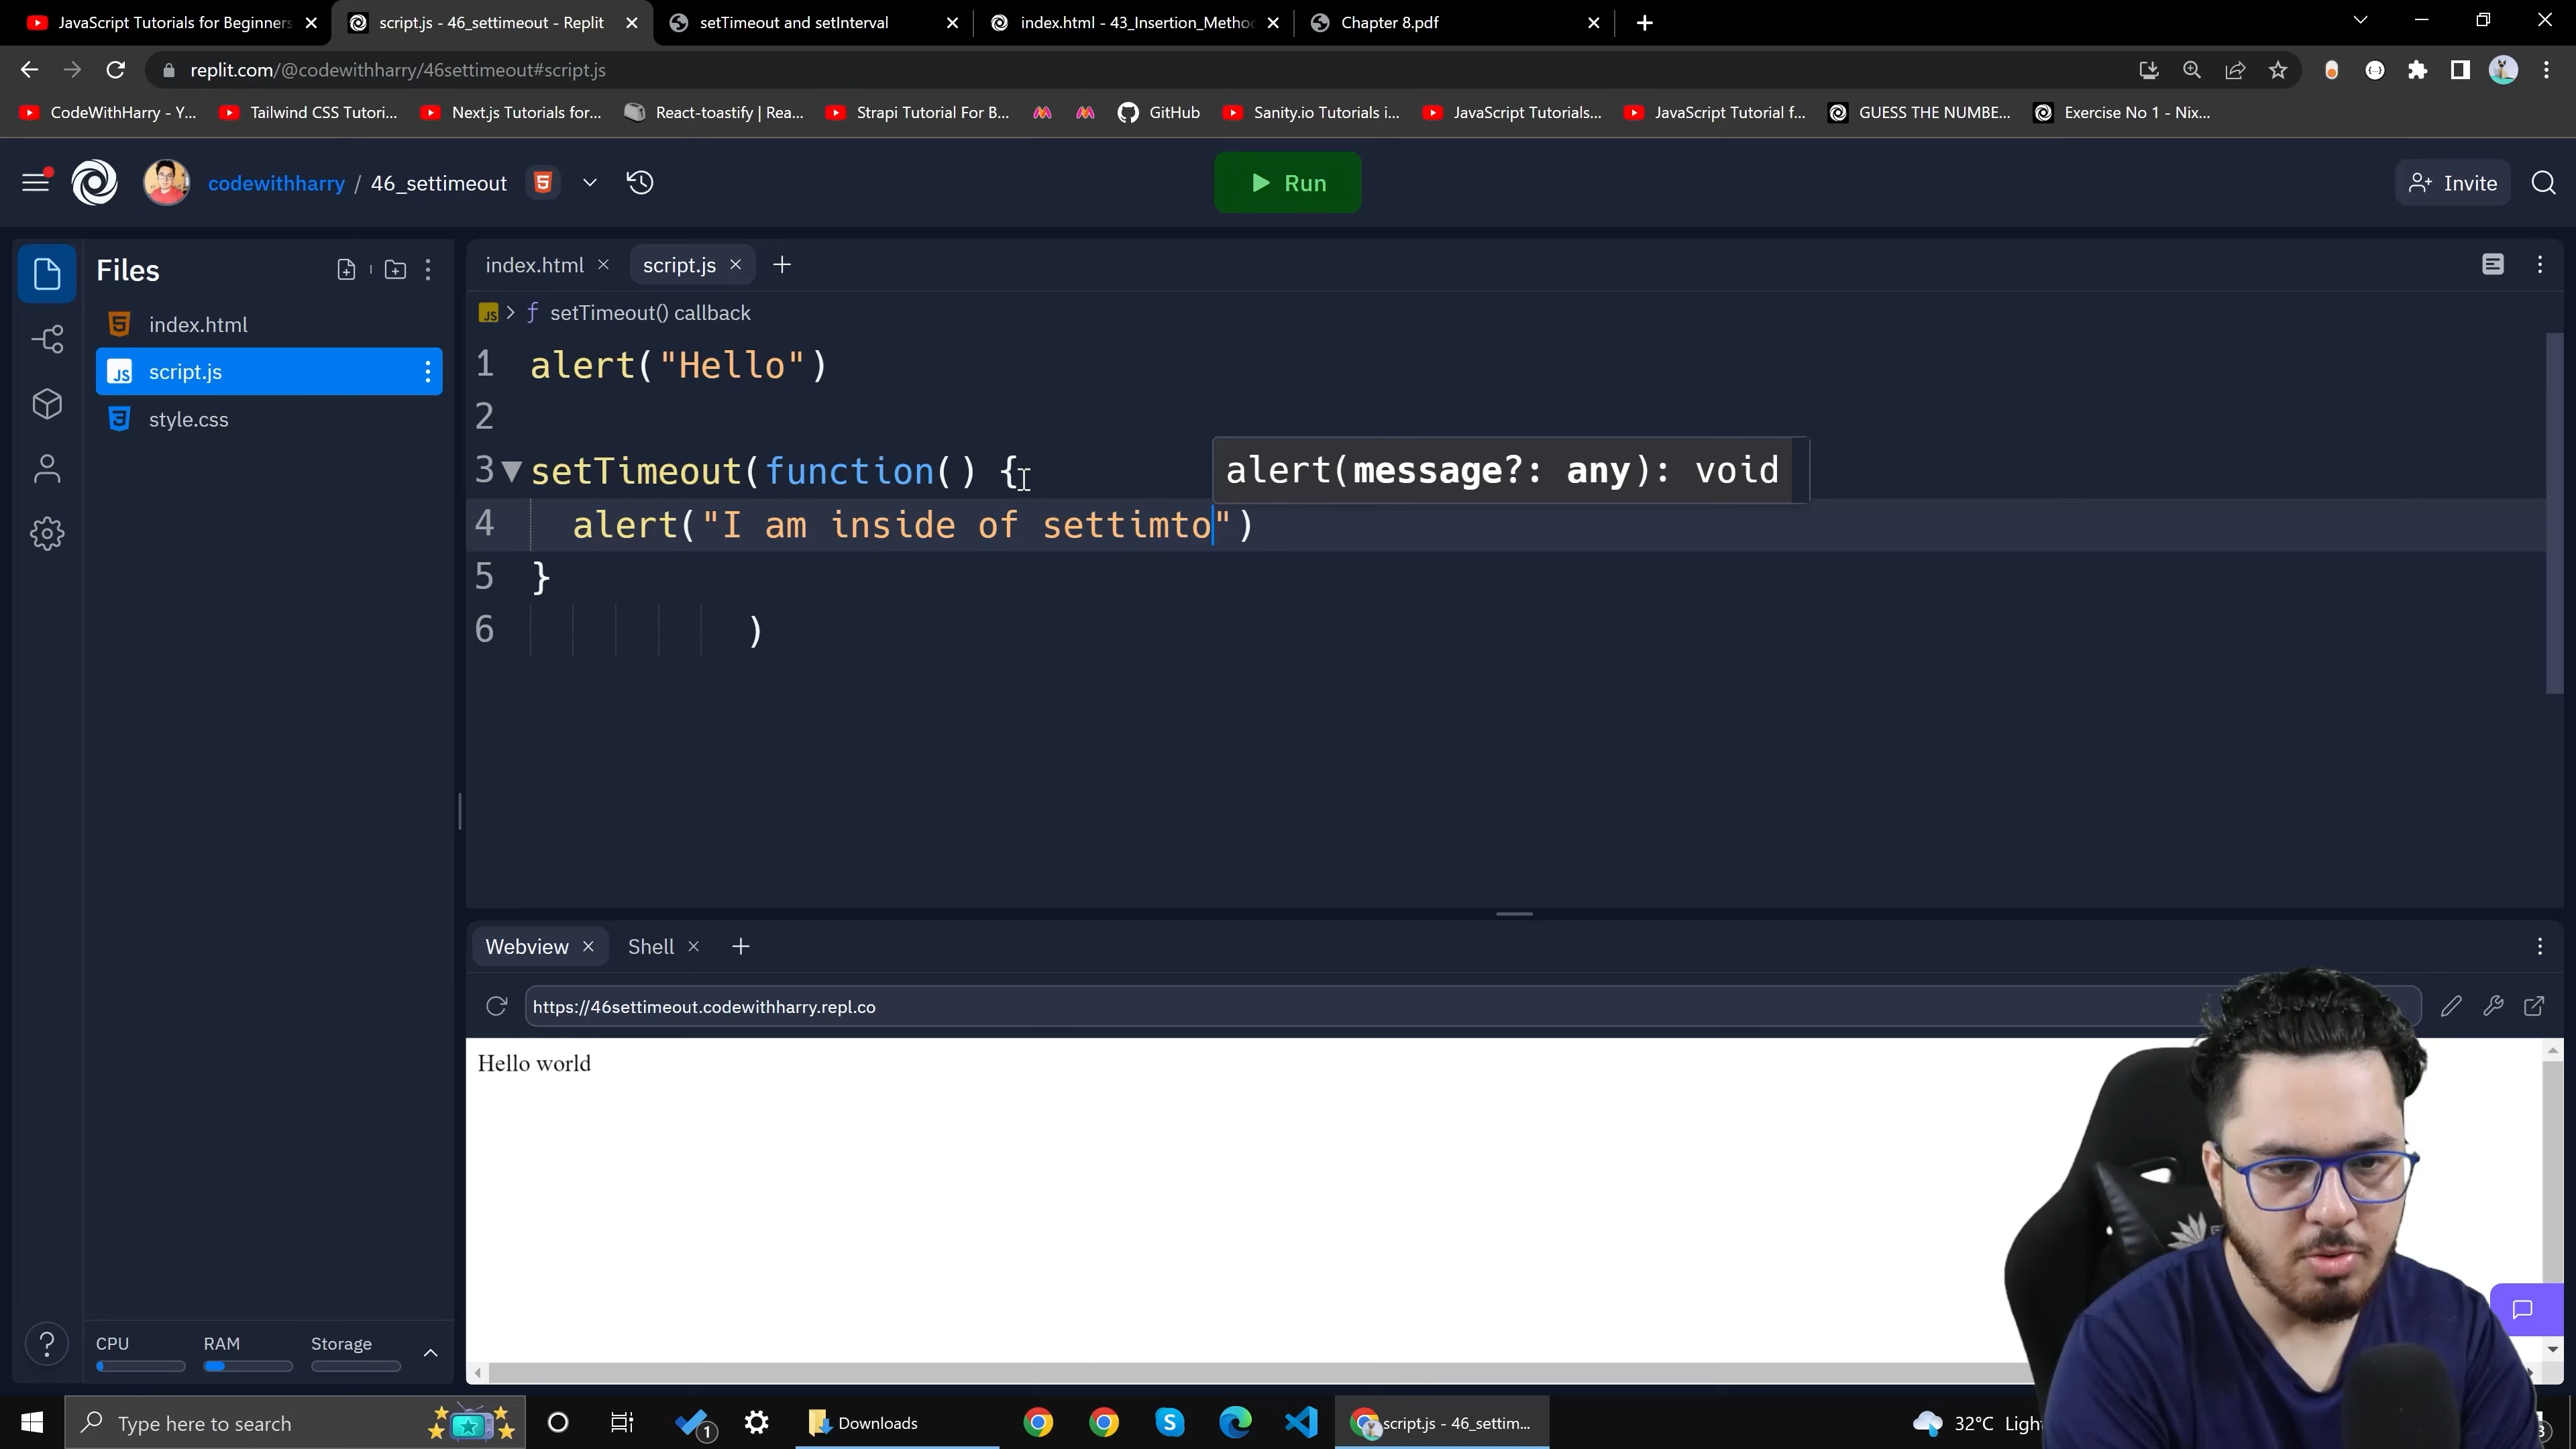 JavaScript Tutorials for Beginners
script.js - 46_settimeout - Replit
setTimeout and setInterval
index.html - 43_Insertion_Metho
Chapter 8.pdf
replit.com/@codewithharry/46settimeout#script.js
CodeWithHarry - Y...
Tailwind CSS Tutori...
Next.js Tutorials for...
React-toastify | Rea...
Strapi Tutorial For B...
GitHub
Sanity.io Tutorials i...
JavaScript Tutorials...
JavaScript Tutorial f...
GUESS THE NUMBE...
Exercise No 1 - Nix...
codewithharry / 46_settimeout
Run
Invite
Files
index.html
script.js
index.html
JS script.js
style.css
JS
setTimeout() callback
1 alert("Hello")
2
alert(message?: any): void
3 setTimeout(function() {
4 alert("I am inside of settimto")
5 }
6 )
Webview
Shell
https://46settimeout.codewithharry.repl.co
Hello world
CPU
RAM
Storage
Type here to search
1
Downloads
script.js - 46_settim...
32°C